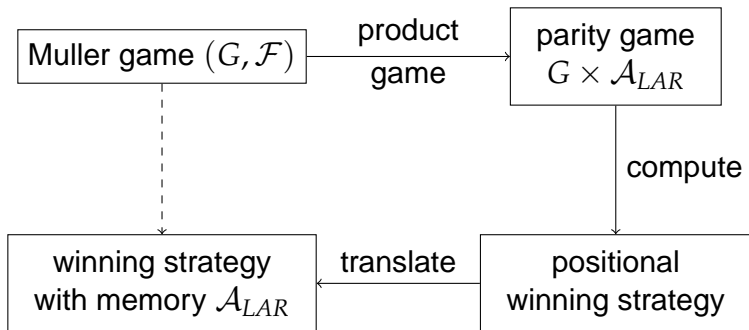 Muller game (G, ℱ)
product
game
parity game
G × 𝒜_LAR
compute
winning strategy
with memory 𝒜_LAR
translate
positional
winning strategy